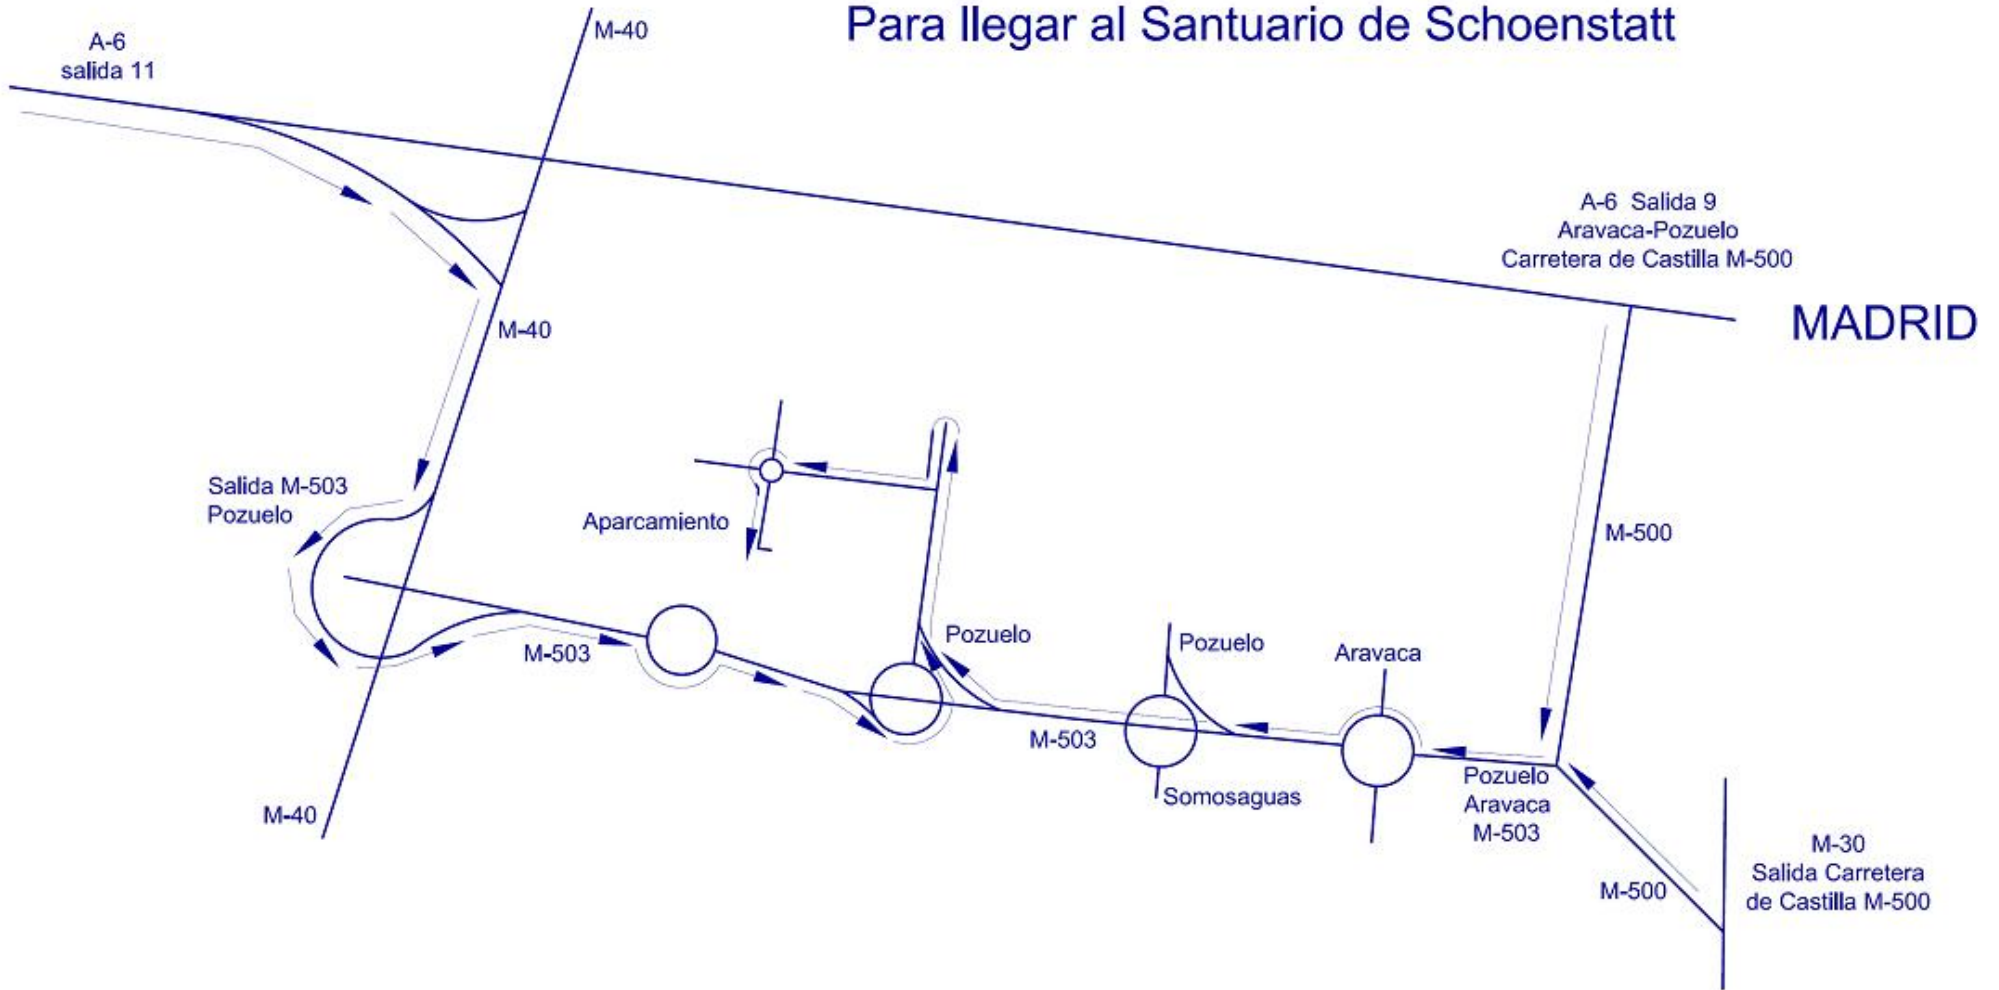 Para llegar al Santuario de Schoenstatt
M-40
A-6
salida 11
A-6 Salida 9
Aravaca-Pozuelo
Carretera de Castilla M-500
MADRID
M-40
Salida M-503
Pozuelo
Aparcamiento
M-500
Pozuelo
Pozuelo
Aravaca
M-503
M-503
Pozuelo
Aravaca
M-503
Somosaguas
M-40
M-30
Salida Carretera
de Castilla M-500
M-500